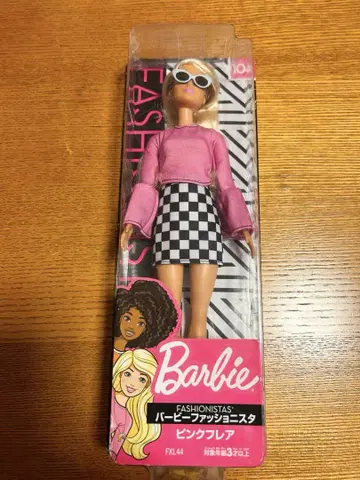 FASHIONISTAS
104
Barbie
FASHIONISTAS
バービーファッショニスタ
ピンクフレア
FXL44
対象年齢3才以上